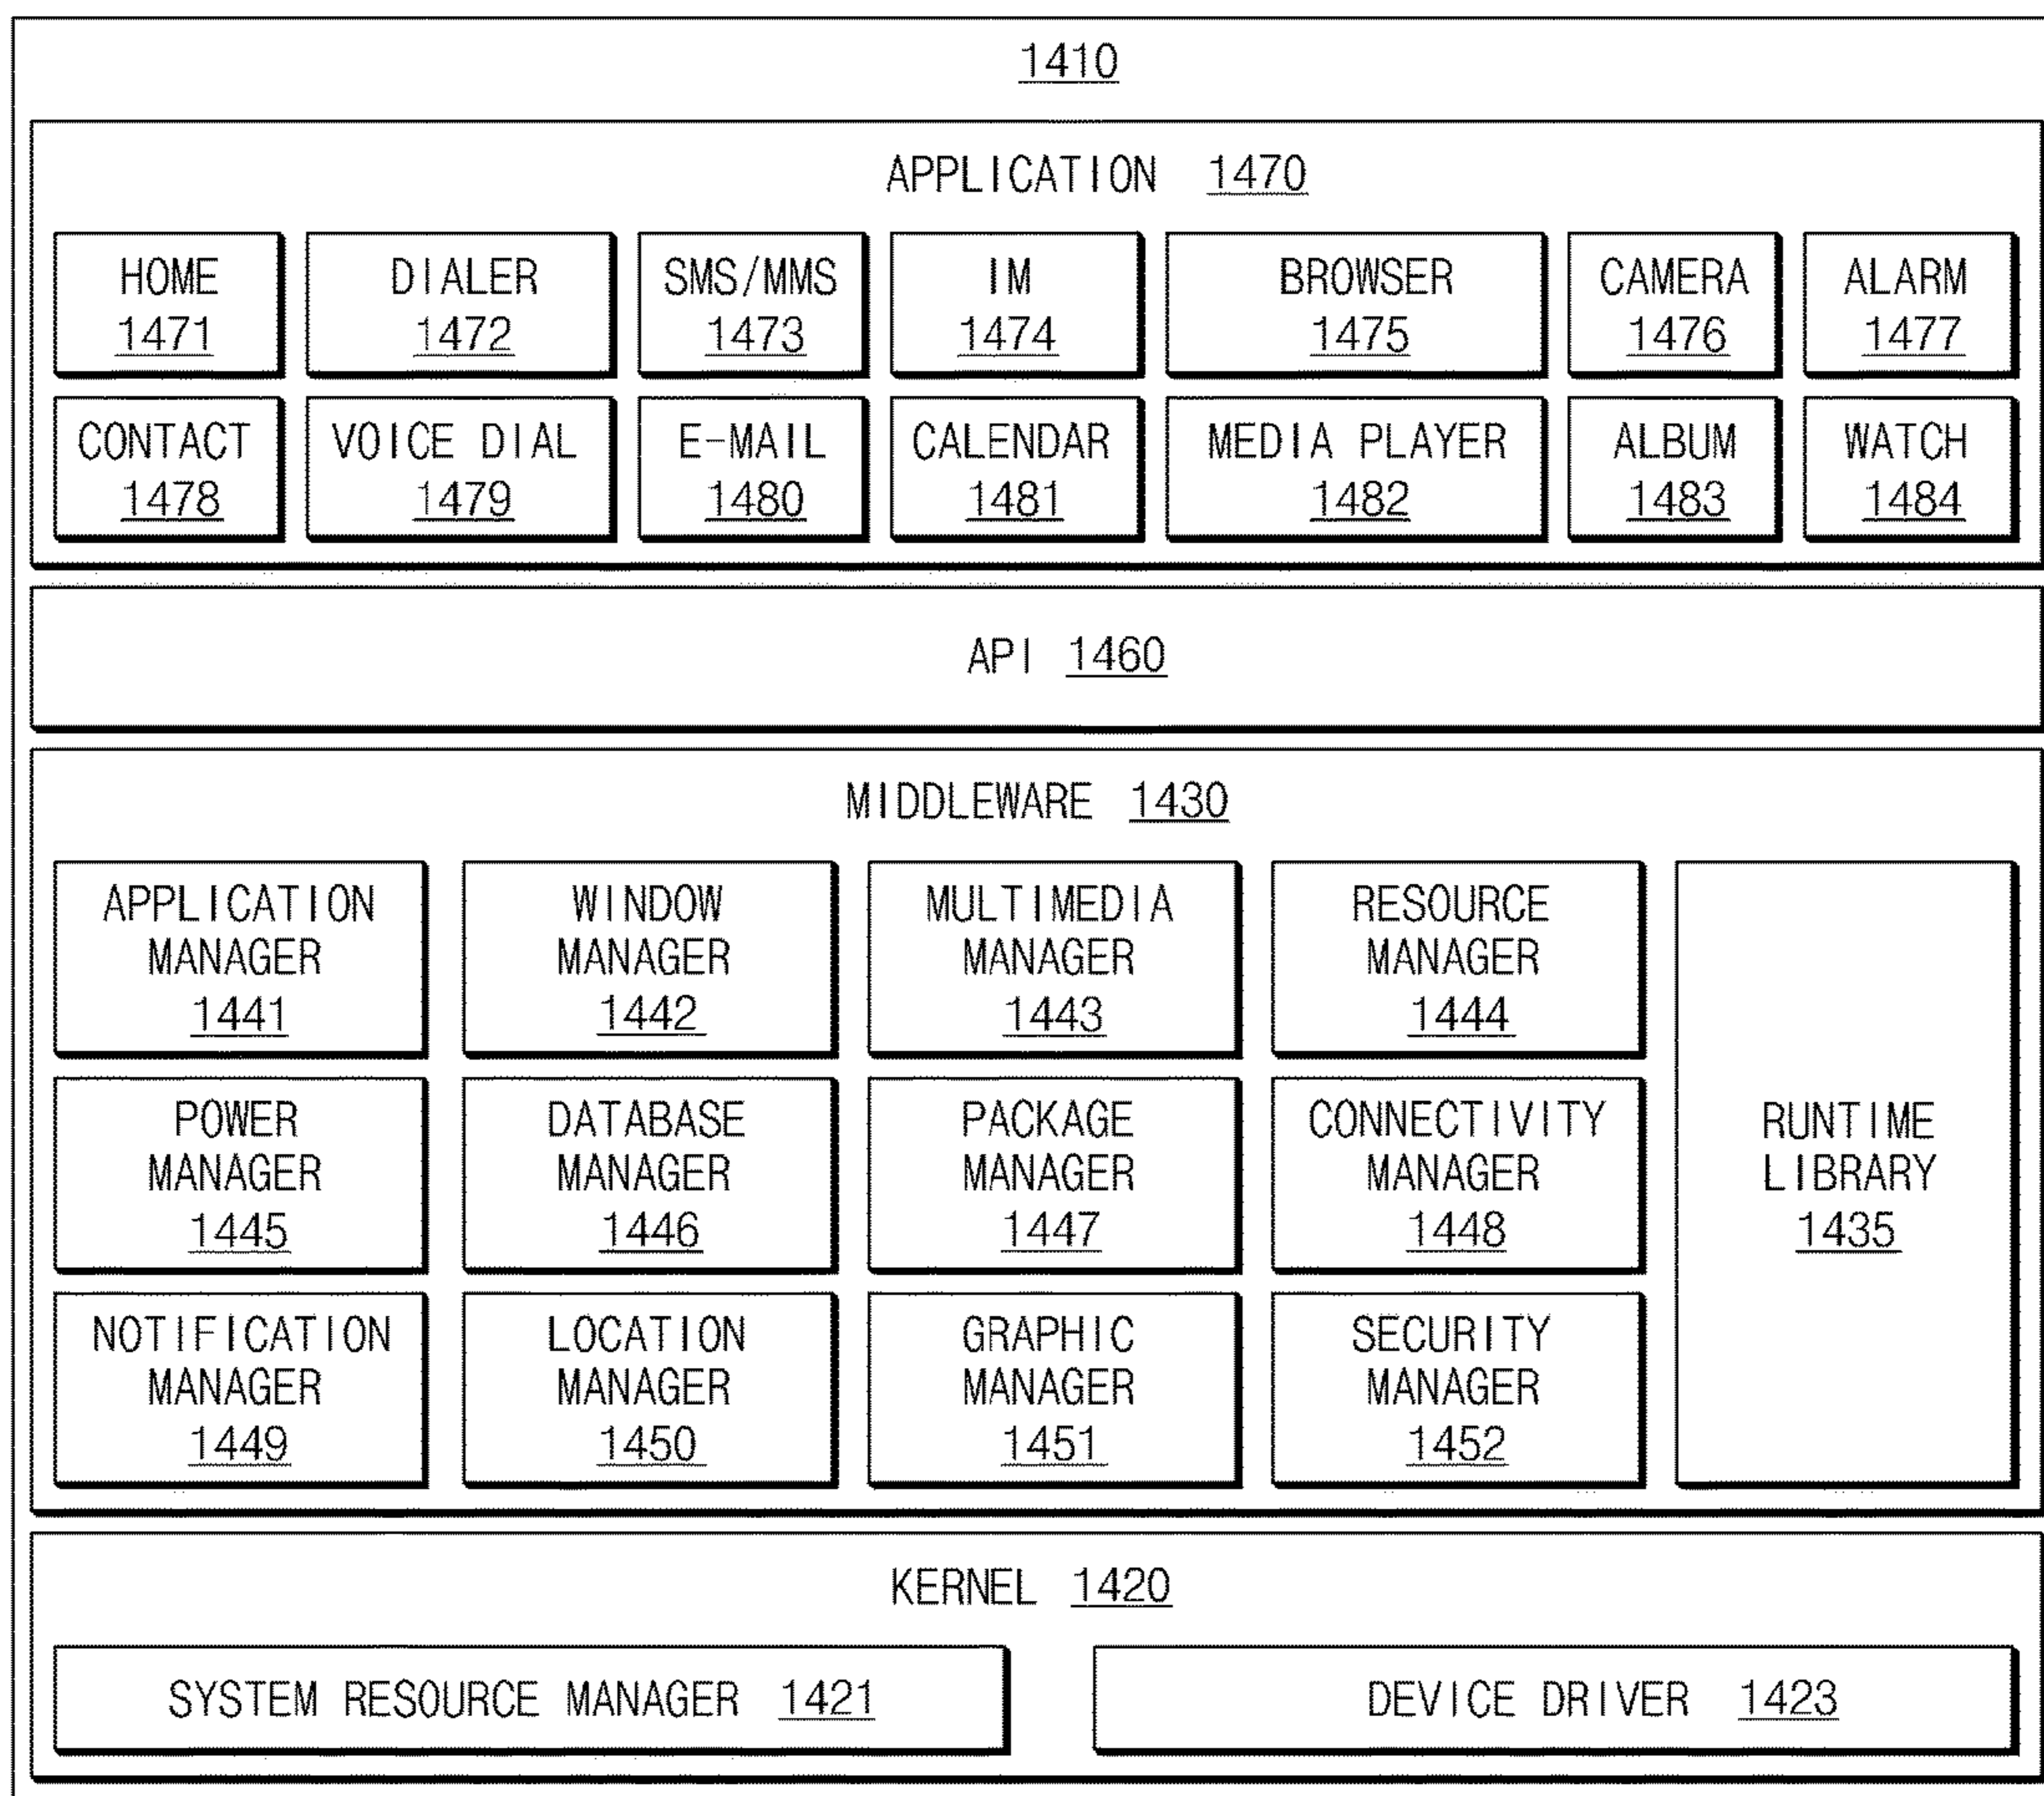 1410
APPLICATION 1470
HOME
1471
DIALER
1472
SMS/MMS
1473
IM
1474
BROWSER
1475
CAMERA
1476
ALARM
1477
CONTACT
1478
VOICE DIAL
1479
E-MAIL
1480
CALENDAR
1481
MEDIA PLAYER
1482
ALBUM
1483
WATCH
1484
API 1460
MIDDLEWARE 1430
APPLICATION
MANAGER
1441
WINDOW
MANAGER
1442
MULTIMEDIA
MANAGER
1443
RESOURCE
MANAGER
1444
POWER
MANAGER
1445
DATABASE
MANAGER
1446
PACKAGE
MANAGER
1447
CONNECTIVITY
MANAGER
1448
RUNTIME
LIBRARY
1435
NOTIFICATION
MANAGER
1449
LOCATION
MANAGER
1450
GRAPHIC
MANAGER
1451
SECURITY
MANAGER
1452
KERNEL 1420
SYSTEM RESOURCE MANAGER 1421
DEVICE DRIVER 1423